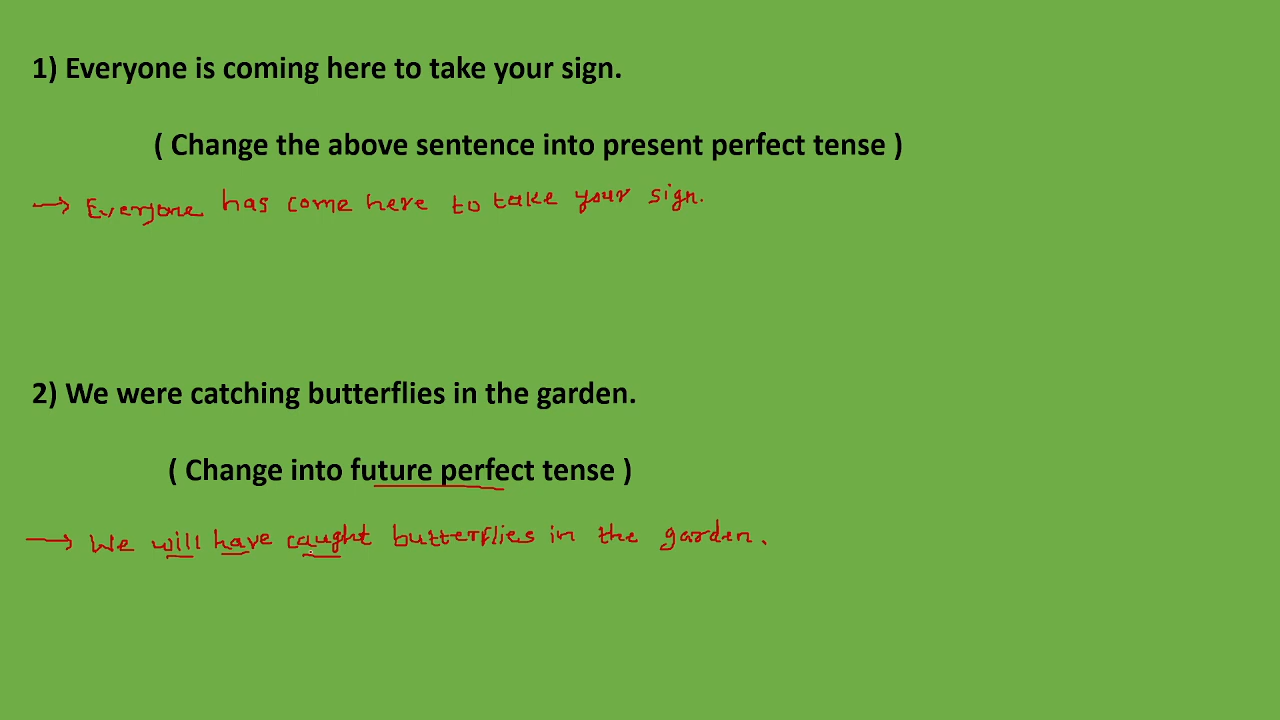 1) Everyone is coming here to take your sign.
( Change the above sentence into present perfect tense )
→ Everyone has come here to take your sign.
2) We were catching butterflies in the garden.
( Change into future perfect tense )
→ We will have caught butterflies in the garden.